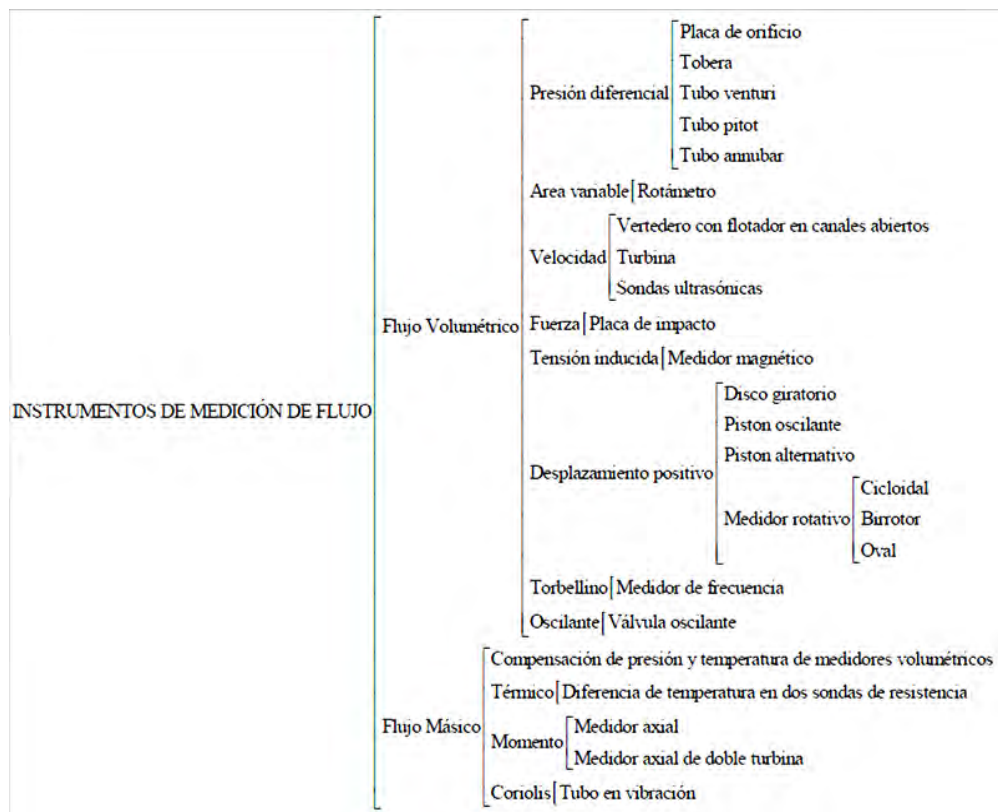 INSTRUMENTOS DE MEDICIÓN DE FLUJO
Flujo Volumétrico
Presión diferencial
Placa de orificio
Tobera
Tubo venturi
Tubo pitot
Tubo annubar
Area variable
Rotámetro
Velocidad
Vertedero con flotador en canales abiertos
Turbina
Sondas ultrasónicas
Fuerza
Placa de impacto
Tensión inducida
Medidor magnético
Desplazamiento positivo
Disco giratorio
Piston oscilante
Piston alternativo
Medidor rotativo
Cicloidal
Birrotor
Oval
Torbellino
Medidor de frecuencia
Oscilante
Válvula oscilante
Flujo Másico
Compensación de presión y temperatura de medidores volumétricos
Térmico
Diferencia de temperatura en dos sondas de resistencia
Momento
Medidor axial
Medidor axial de doble turbina
Coriolis
Tubo en vibración